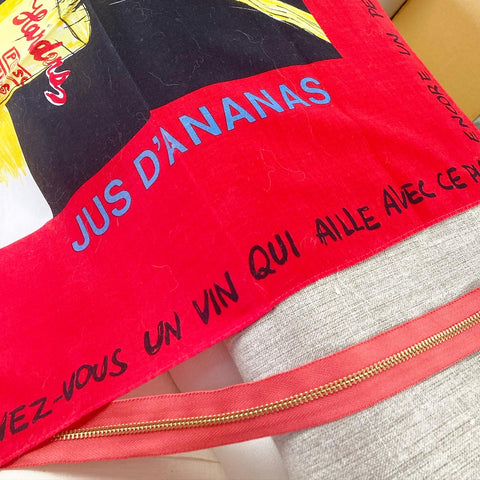 JUS D'ANANAS
VEZ-VOUS UN VIN QUI AILLE AVEC CE
ENCORE UN